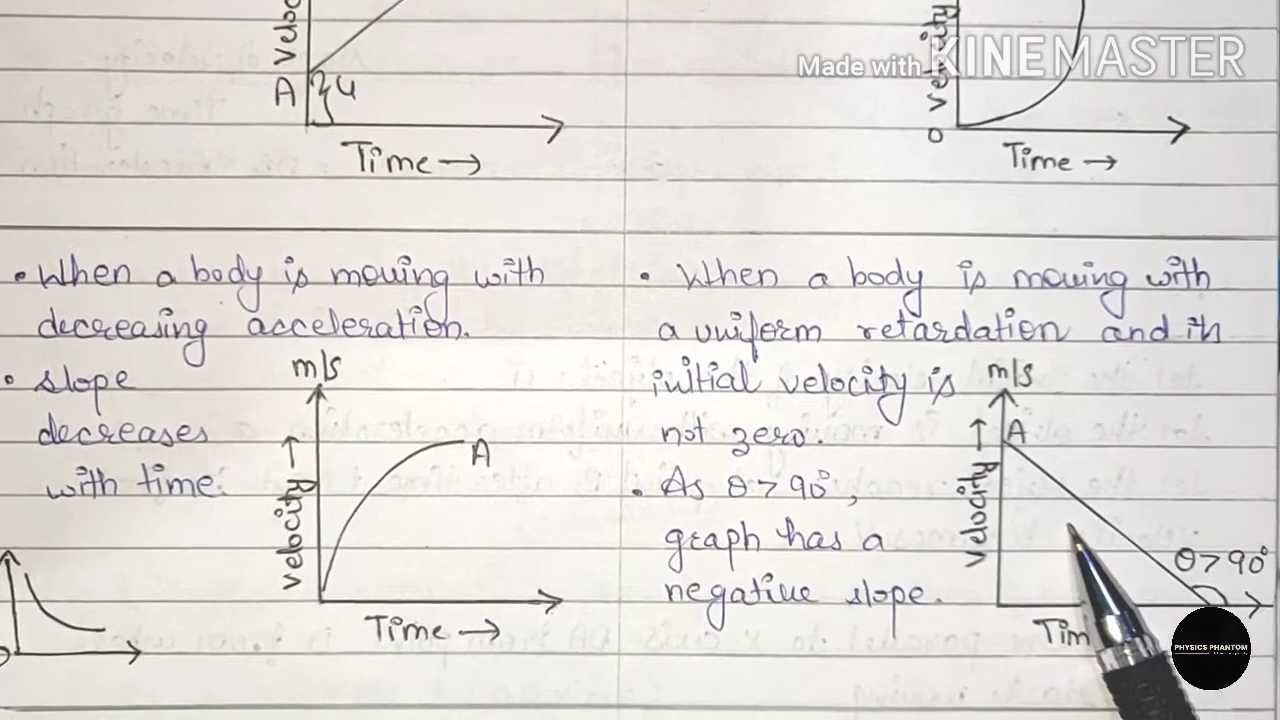 Veloc
A
u
Time →
Velocity
0
Time →
Made with KINEMASTER
• When a body is moving with
decreasing acceleration.
• slope
decreases
with time.
m/s
velocity →
A
Time →
• When a body is moving with
a uniform retardation and its
initial velocity is
not zero.
• As θ > 90°,
graph has a
negative slope.
m/s
velocity →
A
θ > 90°
Tim
PHYSICS PHANTOM